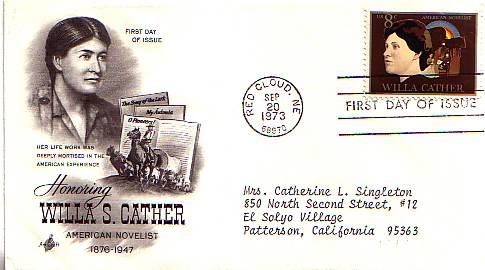 FIRST DAY
OF ISSUE
The Song of the Lark
My Antonia
O Pioneers!
HER LIFE WORK WAS
DEEPLY MORTISED IN THE
AMERICAN EXPERIENCE
Honoring
WILLA S. CATHER
AMERICAN NOVELIST
1876-1947
ArtCraft
RED CLOUD, NE
SEP
20
1973
68970
US 8c
AMERICAN NOVELIST
WILLA CATHER
FIRST DAY OF ISSUE
Mrs. Catherine L. Singleton
850 North Second Street, #12
El Solyo Village
Patterson, California 95363